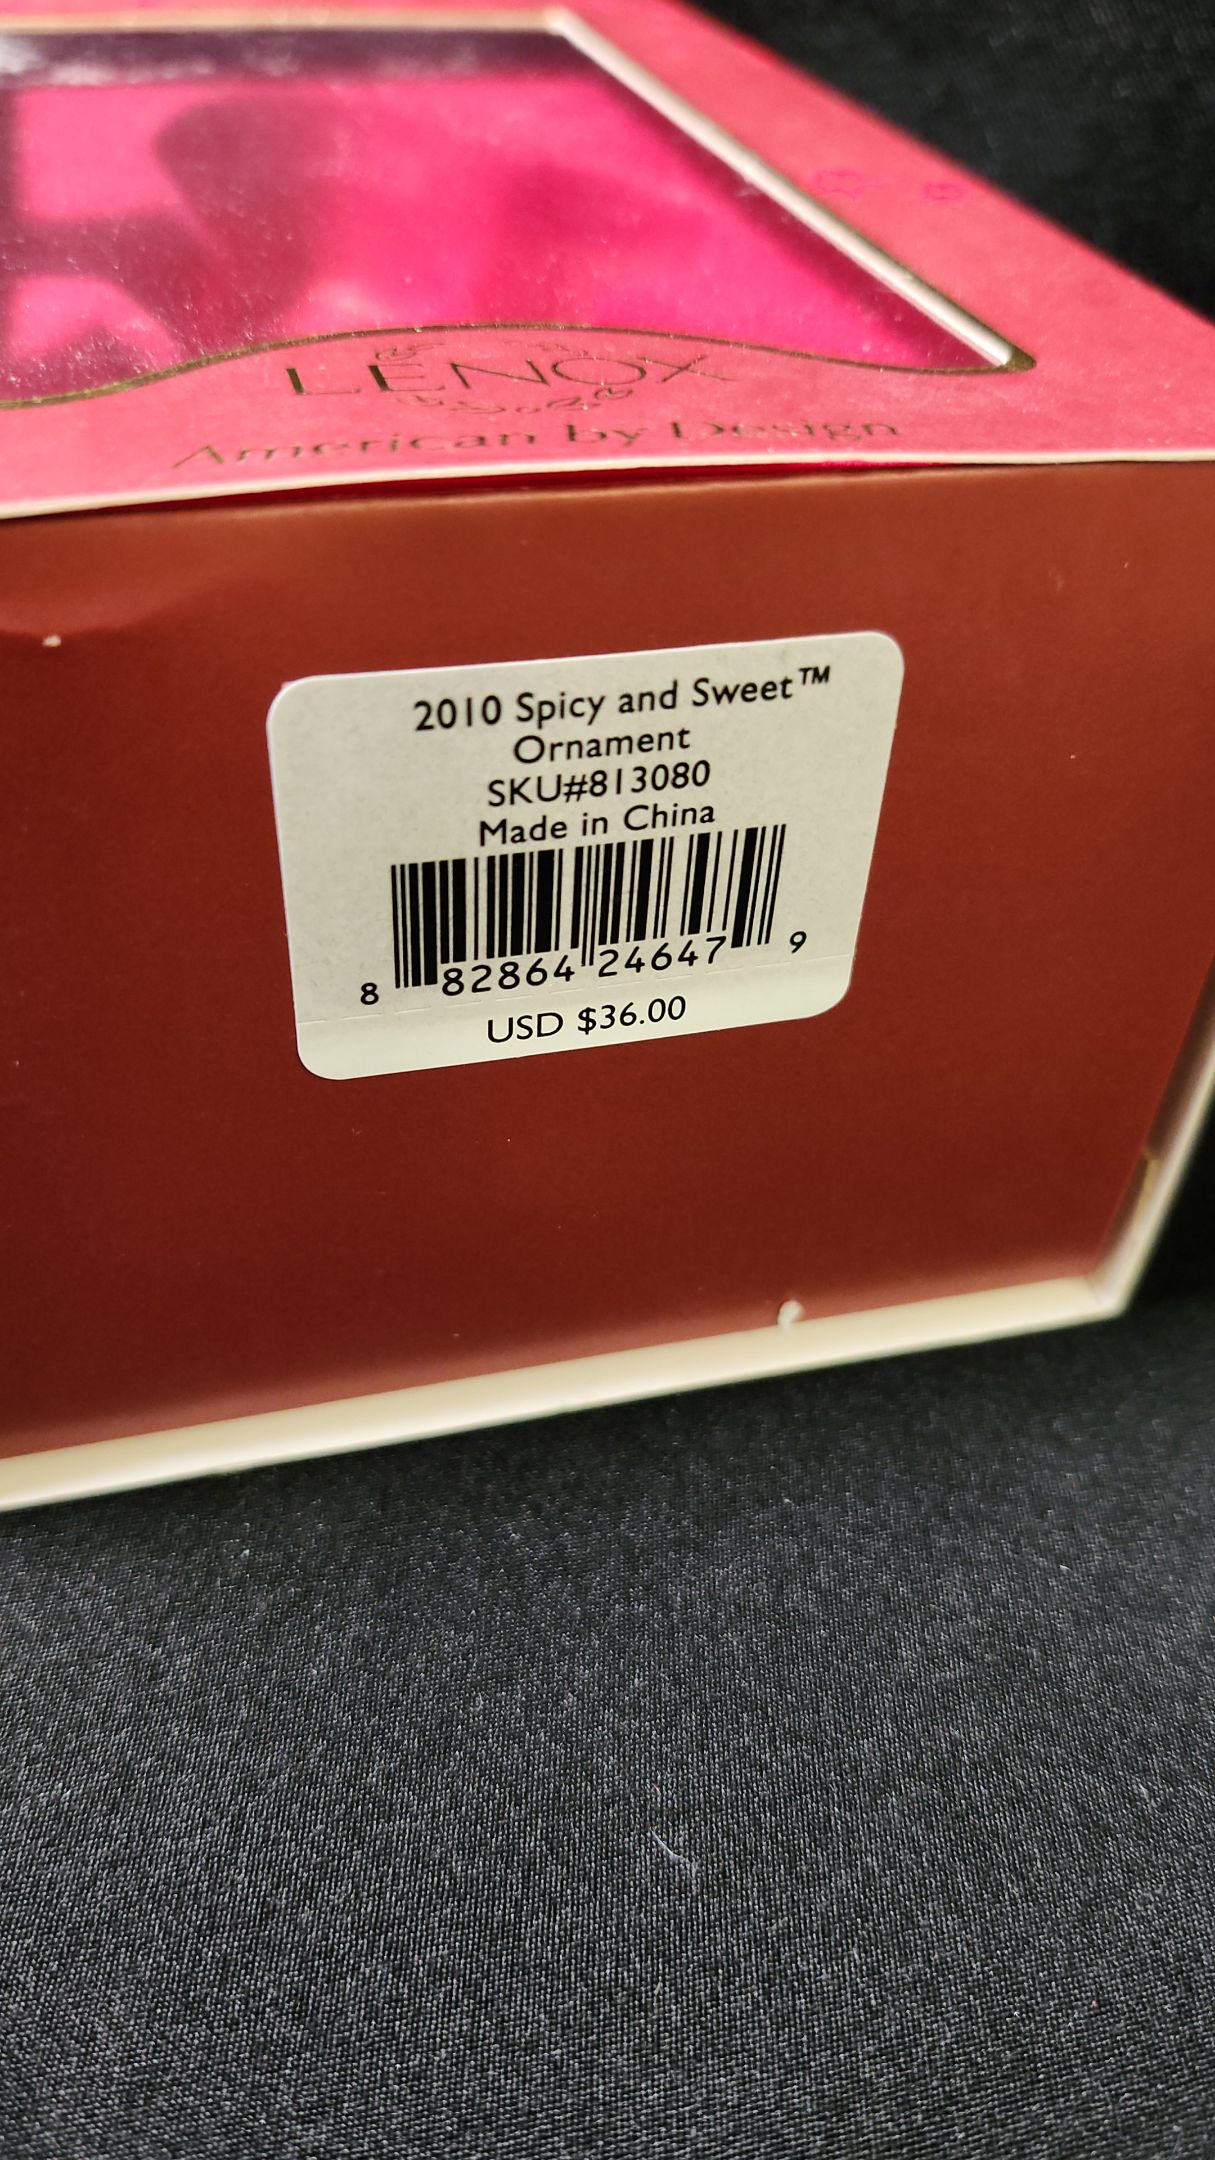 LENOX
American by Design
2010 Spicy and Sweet™
Ornament
SKU#813080
Made in China
8 82864 24647 9
USD $36.00